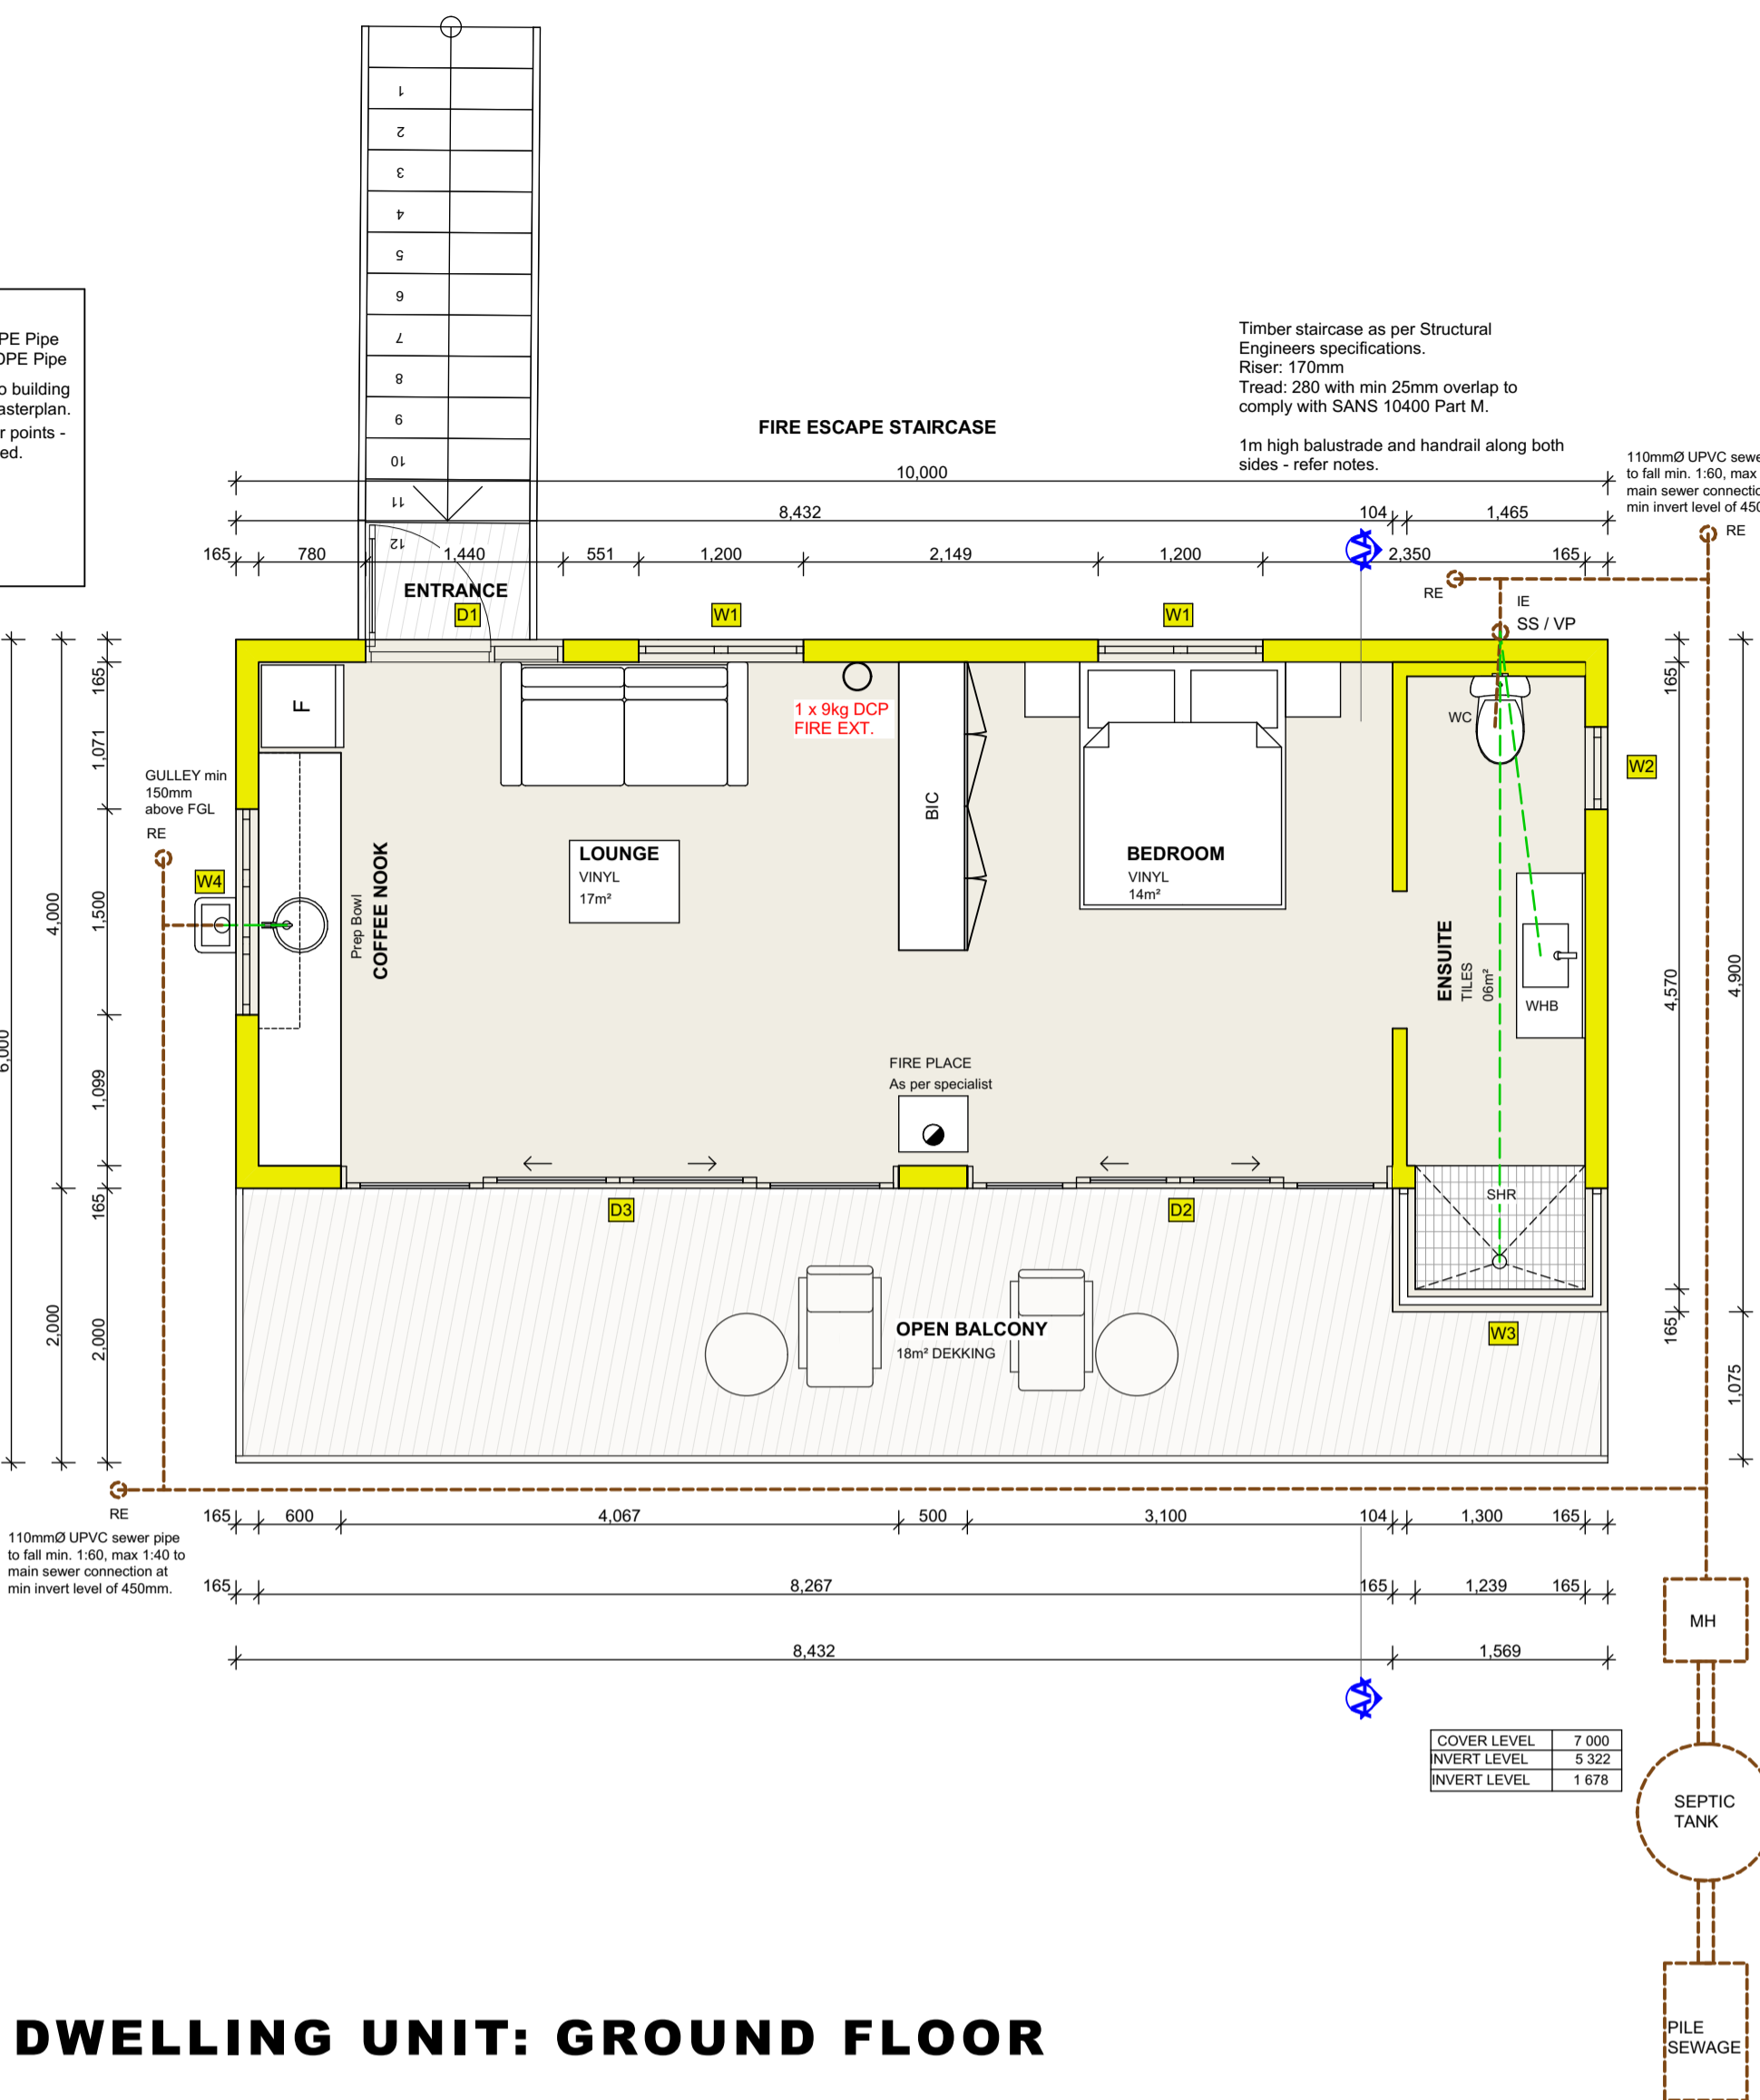 1
2
3
4
5
6
7
8
9
10
11
12
PE Pipe
DPE Pipe
o building
asterplan.
r points -
ed.
Timber staircase as per Structural
Engineers specifications.
Riser: 170mm
Tread: 280 with min 25mm overlap to
comply with SANS 10400 Part M.
1m high balustrade and handrail along both
sides - refer notes.
FIRE ESCAPE STAIRCASE
110mmØ UPVC sewe
to fall min. 1:60, max
main sewer connectio
min invert level of 450
RE
10,000
8,432 104 1,465
165 780 1,440 551 1,200 2,149 1,200 2,350 165
AA
ENTRANCE
D1
W1
W1
RE
IE
SS / VP
F
1 x 9kg DCP
FIRE EXT.
WC
W2
GULLEY min
150mm
above FGL
RE
W4
Prep Bowl
COFFEE NOOK
LOUNGE
VINYL
17m²
BIC
BEDROOM
VINYL
14m²
ENSUITE
TILES
06m²
WHB
FIRE PLACE
As per specialist
D3
D2
SHR
W3
OPEN BALCONY
18m² DEKKING
6,000
4,000
2,000
165
1,071
1,500
1,099
165
2,000
165
4,570
165
4,900
1,075
RE
110mmØ UPVC sewer pipe
to fall min. 1:60, max 1:40 to
main sewer connection at
min invert level of 450mm.
165 600 4,067 500 3,100 104 1,300 165
165 8,267 165 1,239 165
8,432 1,569
AA
MH
COVER LEVEL 7 000
INVERT LEVEL 5 322
INVERT LEVEL 1 678
SEPTIC
TANK
PILE
SEWAGE
DWELLING UNIT: GROUND FLOOR